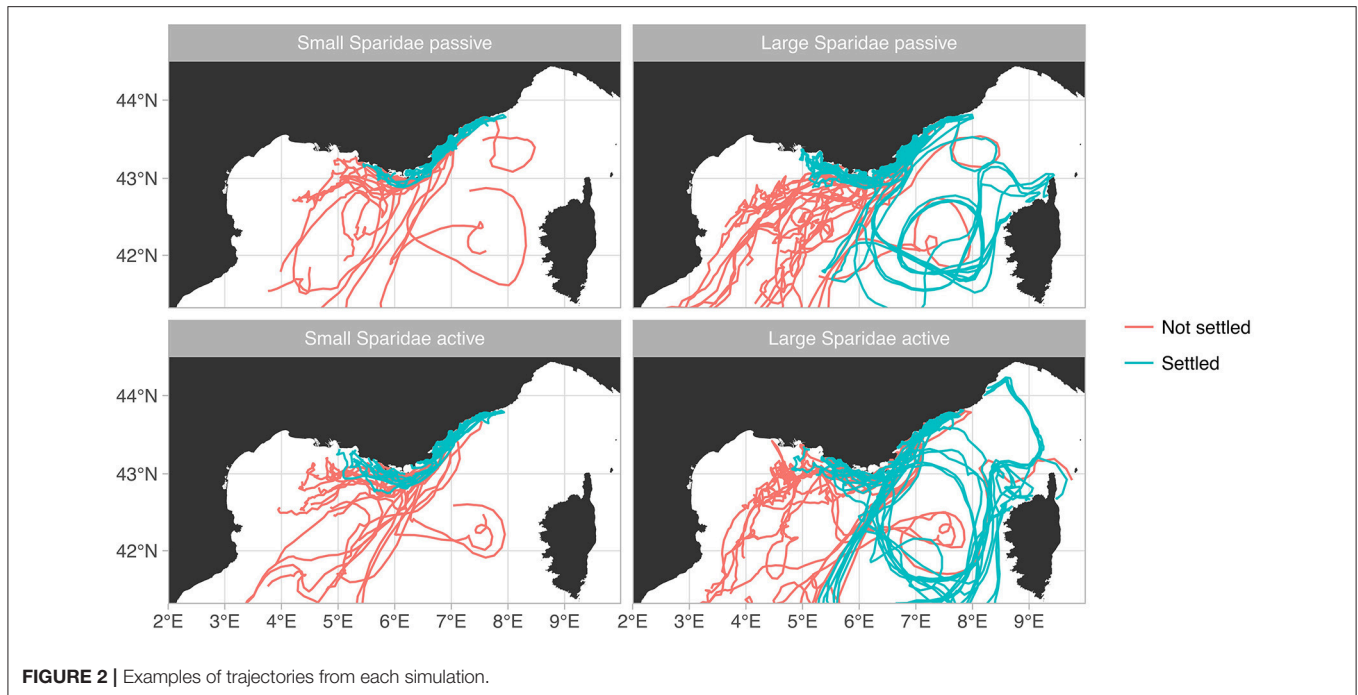 Small Sparidae passive
Large Sparidae passive
44°N
43°N
42°N
Small Sparidae active
Large Sparidae active
44°N
43°N
42°N
2°E 3°E 4°E 5°E 6°E 7°E 8°E 9°E 2°E 3°E 4°E 5°E 6°E 7°E 8°E 9°E
Not settled
Settled
FIGURE 2 | Examples of trajectories from each simulation.